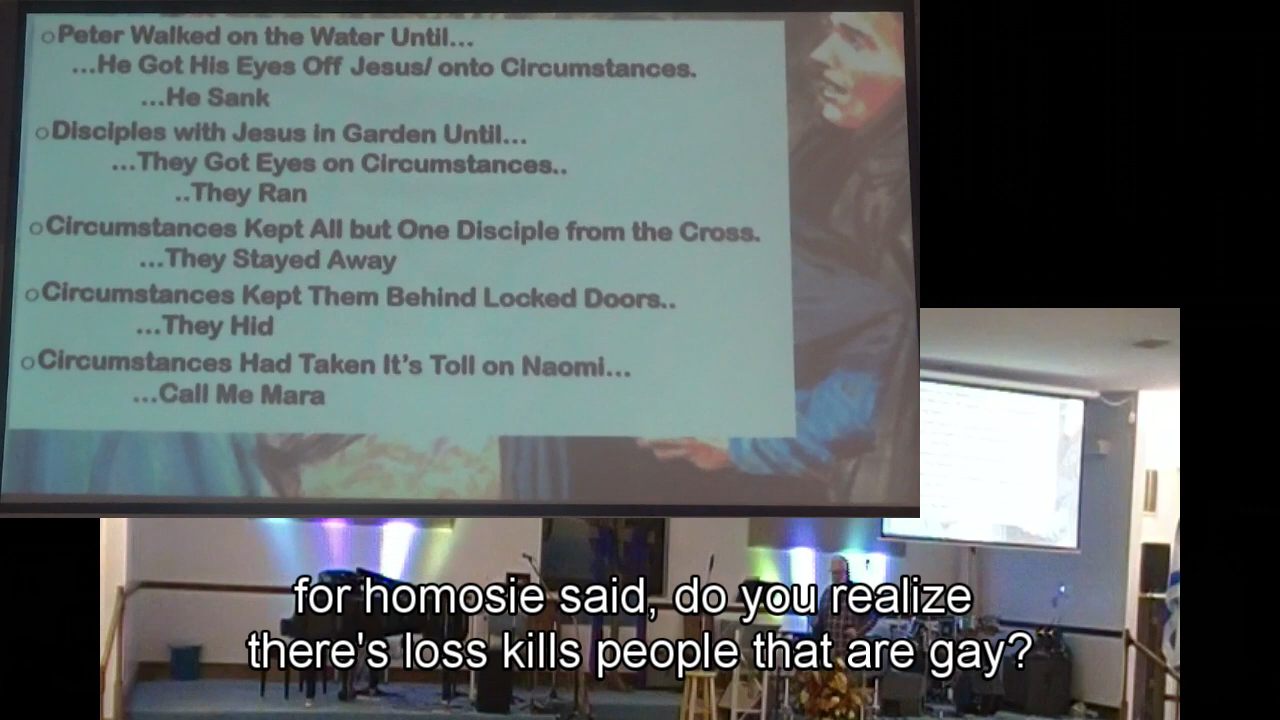 ○Peter Walked on the Water Until...
...He Got His Eyes Off Jesus/ onto Circumstances.
...He Sank
○Disciples with Jesus in Garden Until...
...They Got Eyes on Circumstances..
..They Ran
○Circumstances Kept All but One Disciple from the Cross.
...They Stayed Away
○Circumstances Kept Them Behind Locked Doors..
...They Hid
○Circumstances Had Taken It's Toll on Naomi...
...Call Me Mara
for homosie said, do you realize
there's loss kills people that are gay?